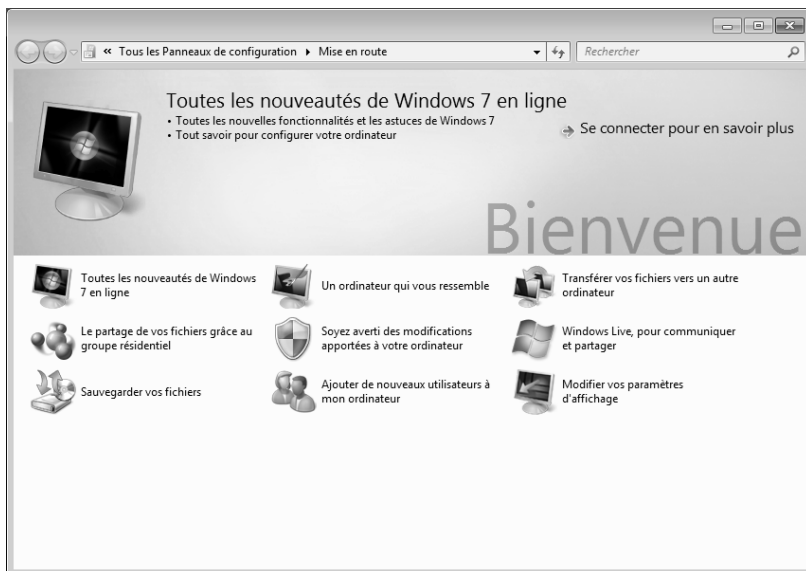 « Tous les Panneaux de configuration ▸ Mise en route
Rechercher
Toutes les nouveautés de Windows 7 en ligne
• Toutes les nouvelles fonctionnalités et les astuces de Windows 7
• Tout savoir pour configurer votre ordinateur
Se connecter pour en savoir plus
Bienvenue
Toutes les nouveautés de Windows
7 en ligne
Un ordinateur qui vous ressemble
Transférer vos fichiers vers un autre
ordinateur
Le partage de vos fichiers grâce au
groupe résidentiel
Soyez averti des modifications
apportées à votre ordinateur
Windows Live, pour communiquer
et partager
Sauvegarder vos fichiers
Ajouter de nouveaux utilisateurs à
mon ordinateur
Modifier vos paramètres
d'affichage